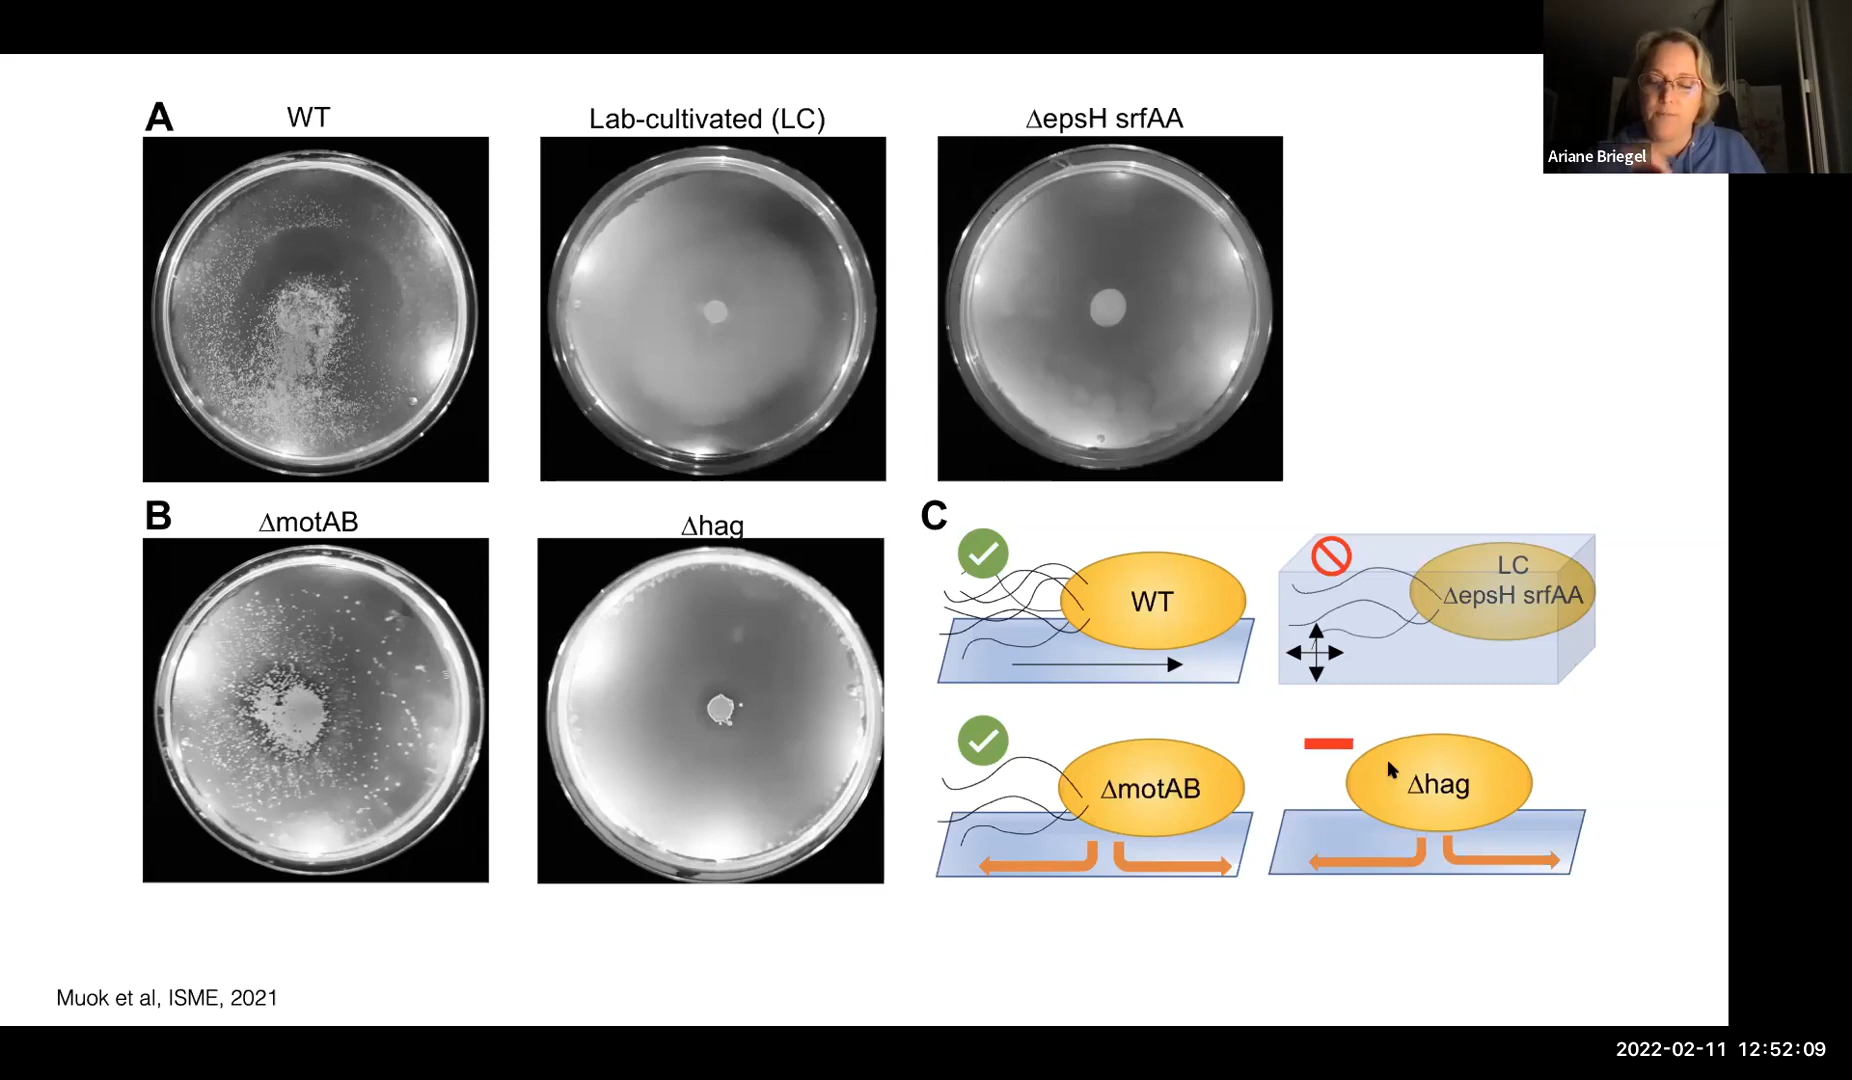 A
WT
Lab-cultivated (LC)
ΔepsH srfAA
Ariane Briegel
B
ΔmotAB
Δhag
C
WT
LC
ΔepsH srfAA
ΔmotAB
Δhag
Muok et al, ISME, 2021
2022-02-11 12:52:09